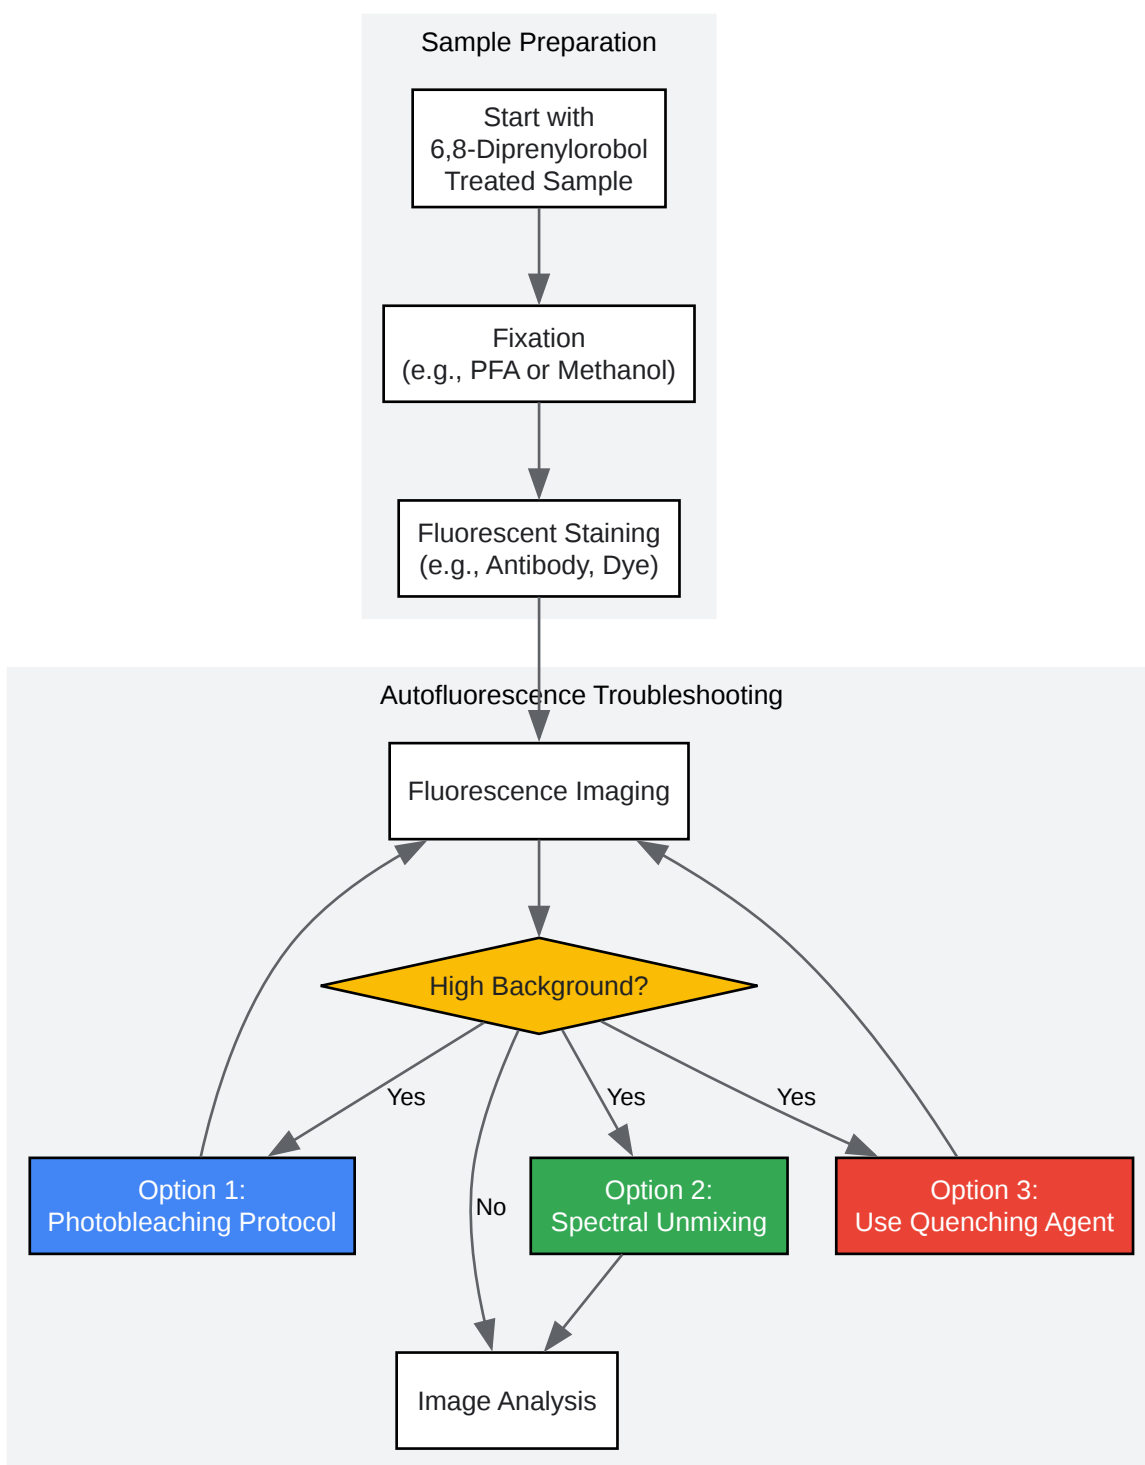 Sample Preparation
Start with
6,8-Diprenylorobol
Treated Sample
Fixation
(e.g., PFA or Methanol)
Fluorescent Staining
(e.g., Antibody, Dye)
Autofluorescence Troubleshooting
Fluorescence Imaging
High Background?
Yes
Yes
Yes
Option 1:
Photobleaching Protocol
No
Option 2:
Spectral Unmixing
Option 3:
Use Quenching Agent
Image Analysis